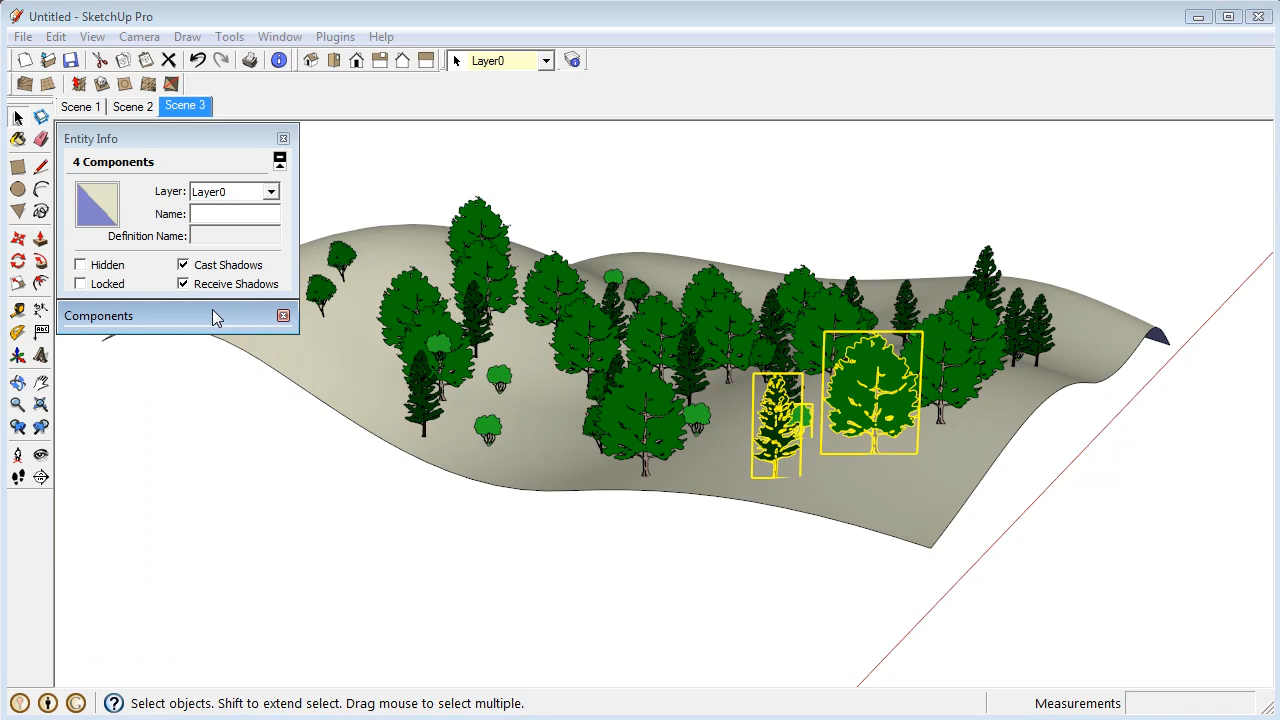 Untitled - SketchUp Pro
File Edit View Camera Draw Tools Window Plugins Help
Layer0
Scene 1 Scene 2 Scene 3
Entity Info
4 Components
Layer: Layer0
Name:
Definition Name:
Hidden Cast Shadows
Locked Receive Shadows
Components
ABC
Select objects. Shift to extend select. Drag mouse to select multiple.
Measurements